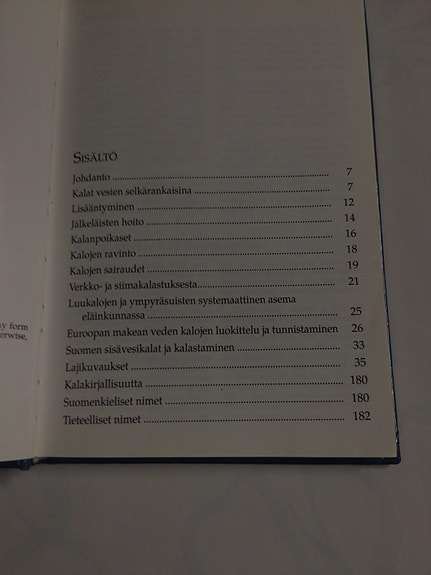 SISÄLTÖ
Johdanto ........ 7
Kalat vesten selkärankaisina ........ 7
Lisääntyminen ........ 12
Jälkeläisten hoito ........ 14
Kalanpoikaset ........ 16
Kalojen ravinto ........ 18
Kalojen sairaudet ........ 19
Verkko- ja siimakalastuksesta ........ 21
Luukalojen ja ympyräsuisten systemaattinen asema
eläinkunnassa ........ 25
Euroopan makean veden kalojen luokittelu ja tunnistaminen 26
Suomen sisävesikalat ja kalastaminen ........ 33
Lajikuvaukset ........ 35
Kalakirjallisuutta ........ 180
Suomenkieliset nimet ........ 180
Tieteelliset nimet ........ 182
form